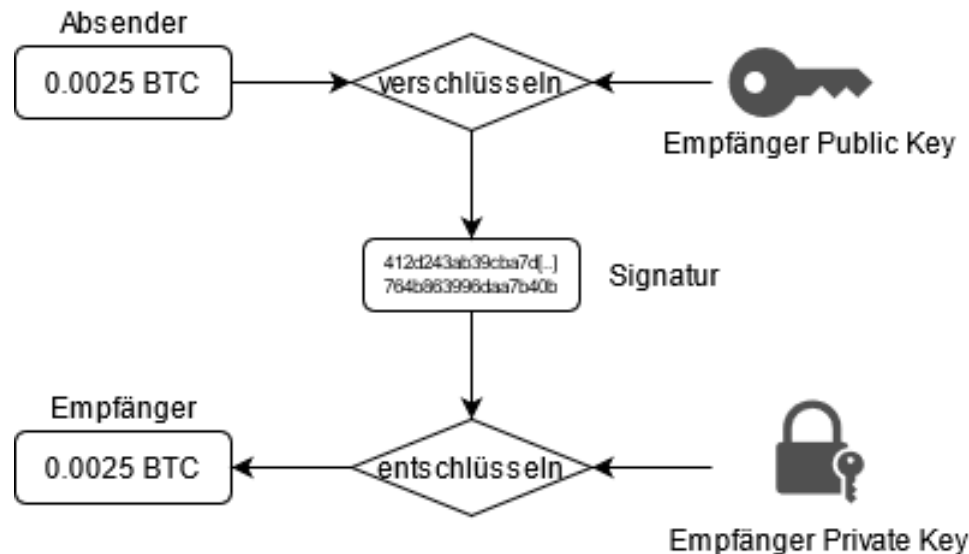 Absender
0.0025 BTC
verschlüsseln
Empfänger Public Key
412d243ab39cba7d[..]
764b863996daa7b40b
Signatur
Empfänger
0.0025 BTC
entschlüsseln
Empfänger Private Key